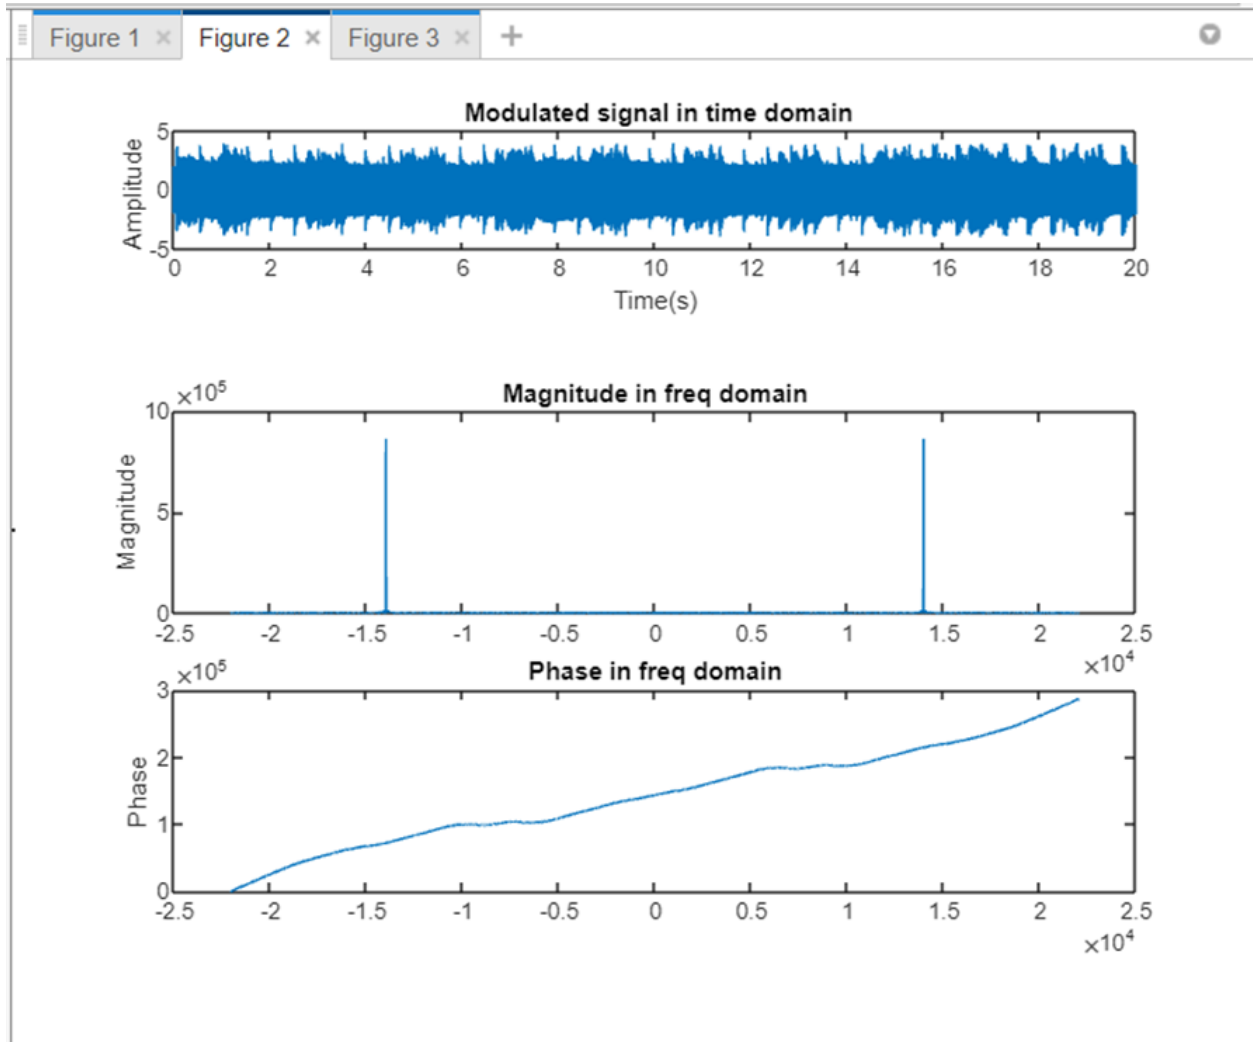 Figure 1 × Figure 2 × Figure 3 × +
Modulated signal in time domain
5
0
-5
Amplitude
0 2 4 6 8 10 12 14 16 18 20
Time(s)
×10⁵
Magnitude in freq domain
10
5
0
Magnitude
-2.5 -2 -1.5 -1 -0.5 0 0.5 1 1.5 2 2.5
×10⁴
×10⁵
Phase in freq domain
3
2
1
0
Phase
-2.5 -2 -1.5 -1 -0.5 0 0.5 1 1.5 2 2.5
×10⁴